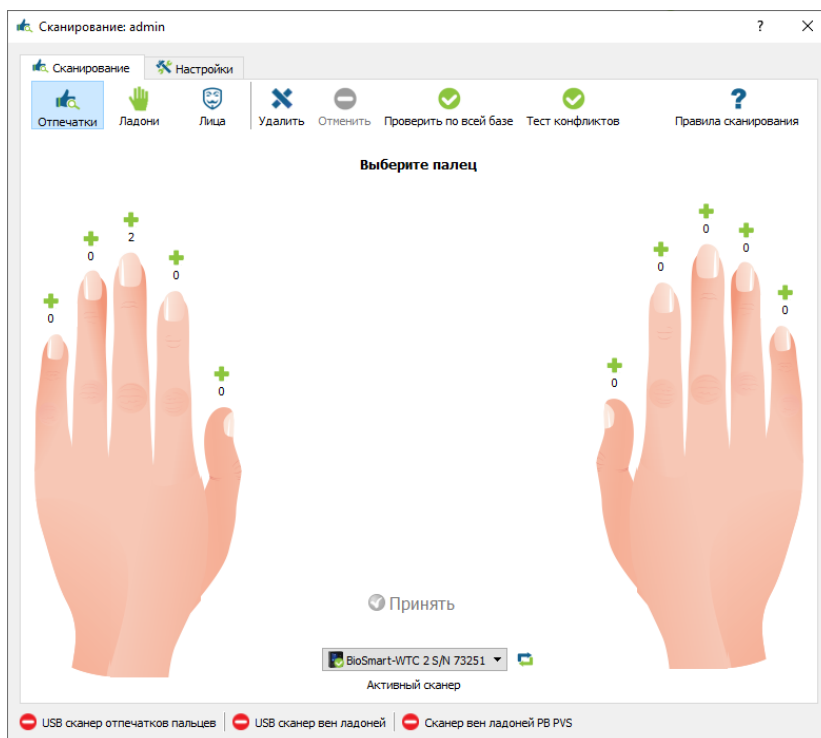 Сканирование: admin
?
Сканирование Настройки
Отпечатки Ладони Лица Удалить Отменить Проверить по всей базе Тест конфликтов Правила сканирования
Выберите палец
2 0
0 0
0 0
0 0
0 0
Принять
BioSmart-WTC 2 S/N 73251
Активный сканер
USB сканер отпечатков пальцев USB сканер вен ладоней Сканер вен ладоней PB PVS